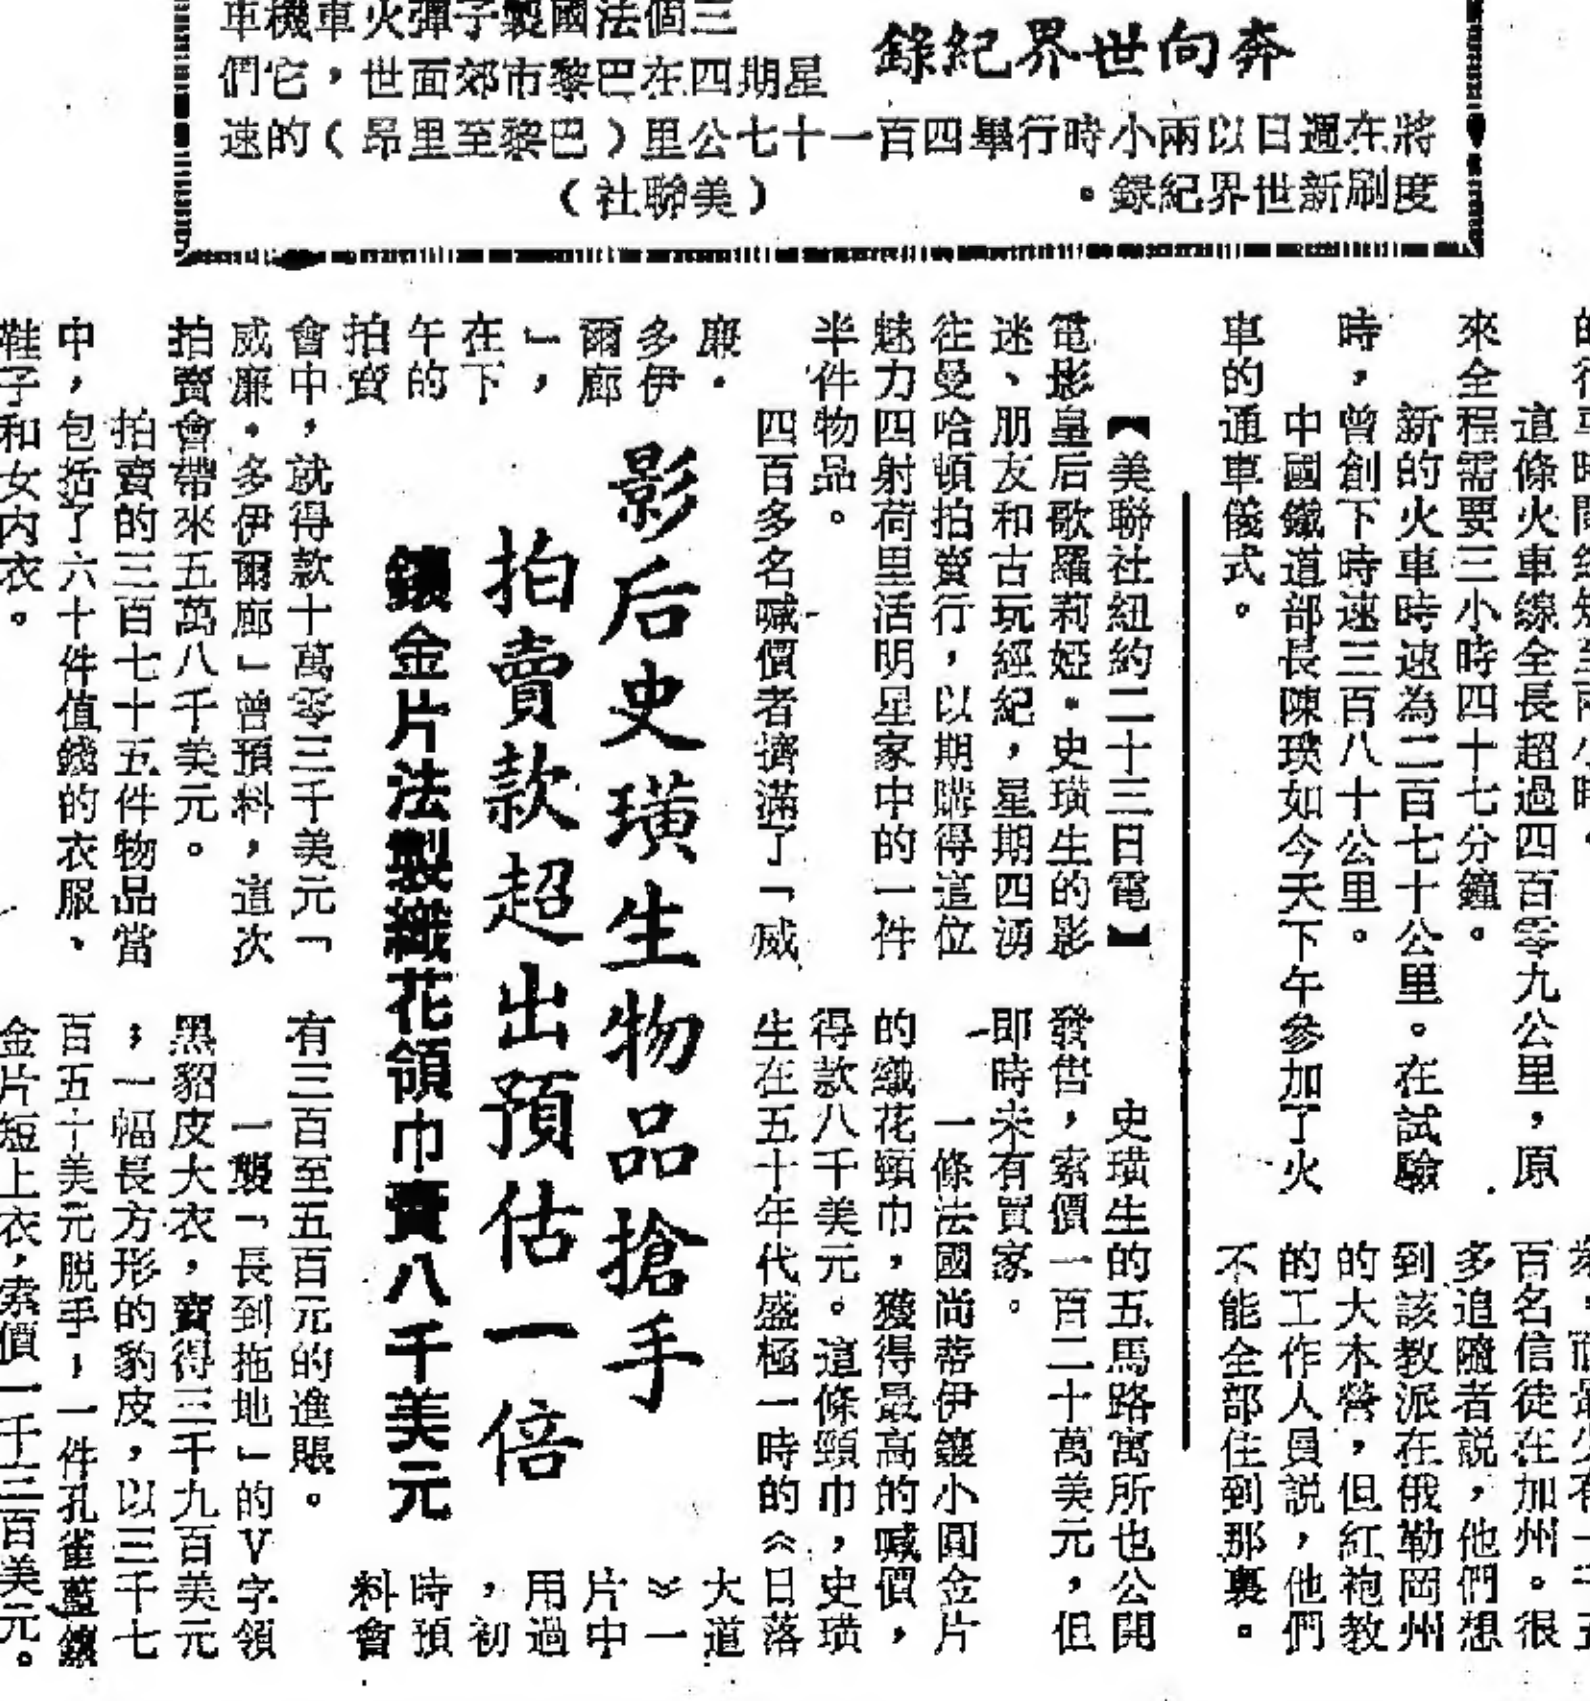 奔向世界紀錄
三個法國製子彈火車機車
星期四在巴黎市郊面世，它們
將在週日以兩小時行舉四百一十七公里（巴黎至里昂）的速
度刷新世界紀錄。（美聯社）
這條火車線全長超過四百零九公里，原
來全程需要三小時四十七分鐘。
新的火車時速為二百七十公里。在試驗
時，曾創下時速三百八十公里。
中國鐵道部長陳璞如今天下午參加了火
車的通車儀式。
百名信徒在加州。很
多追隨者説，他們想
到該教派在俄勒岡州
的大本營，但紅袍教
的工作人員説，他們
不能全部住到那裏。
影后史璜生物品搶手
拍賣款超出預估一倍
鑲金片法製織花領巾賣八千美元
【美聯社紐約二十三日電】
電影皇后歌羅莉婭．史璜生的影
迷、朋友和古玩經紀，星期四湧
往曼哈頓拍賣行，以期購得這位
魅力四射荷里活明星家中的一件
半件物品。
四百多名喊價者擠滿了「威
廉．
多伊
爾廊
」，
在下
午的
拍賣
會中，就得款十萬零三千美元「
威廉．多伊爾廊」曾預料，這次
拍賣會帶來五萬八千美元。
拍賣的三百七十五件物品當
中，包括了六十件值錢的衣服、
鞋子和女內衣。
史璜生的五馬路寓所也公開
發售，索價一百二十萬美元，但
即時未有買家。
一條法國尚蒂伊鑲小圓金片
的織花頸巾，獲得最高的喊價，
得款八千美元。這條頸巾，史璜
生在五十年代盛極一時的《日落
大道
》一
片中
用過
，初
時預
料會
有三百至五百元的進賬。
一襲「長到拖地」的V字領
黑貂皮大衣，賣得三千九百美元
；一幅長方形的豹皮，以三千七
百五十美元脱手；一件孔雀藍鑲
金片短上衣，索價一千三百美元。